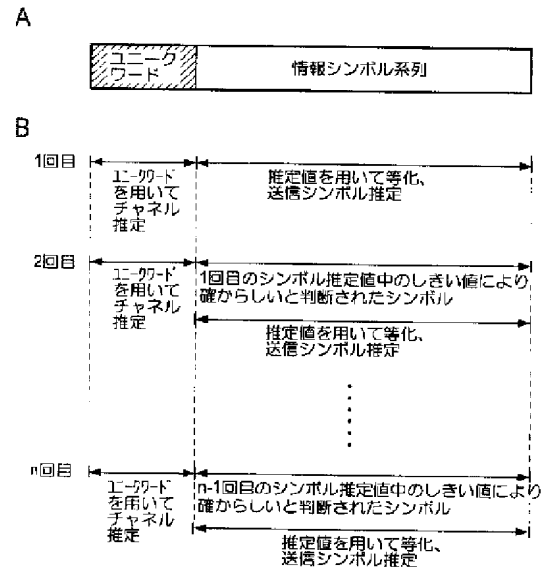 A
ユニーク
ワード
情報シンボル系列
B
1回目
ユニークワード
を用いて
チャネル
推定
推定値を用いて等化、
送信シンボル推定
2回目
ユニークワード
を用いて
チャネル
推定
1回目のシンボル推定値中のしきい値により
確からしいと判断されたシンボル
推定値を用いて等化、
送信シンボル推定
n回目
ユニークワード
を用いて
チャネル
推定
n-1回目のシンボル推定値中のしきい値により
確からしいと判断されたシンボル
推定値を用いて等化、
送信シンボル推定